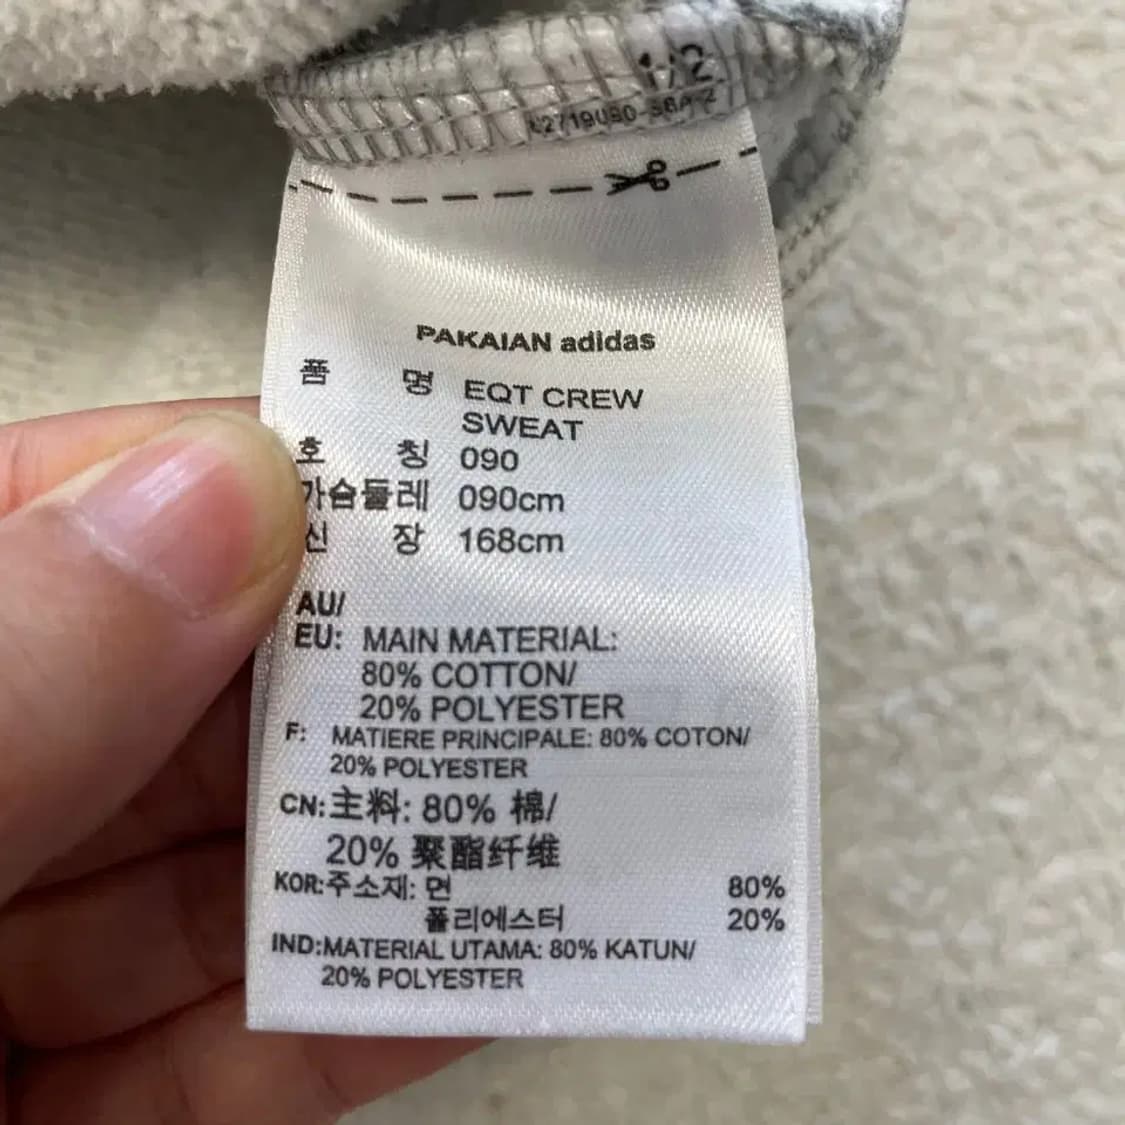 1/2
PAKAIAN adidas
품 명 EQT CREW
SWEAT
호 칭 090
가슴둘레 090cm
신 장 168cm
AU/
EU: MAIN MATERIAL:
80% COTTON/
20% POLYESTER
F: MATIERE PRINCIPALE: 80% COTON/
20% POLYESTER
CN:主料: 80% 棉/
20% 聚酯纤维
KOR:주소재: 면 80%
폴리에스터 20%
IND:MATERIAL UTAMA: 80% KATUN/
20% POLYESTER